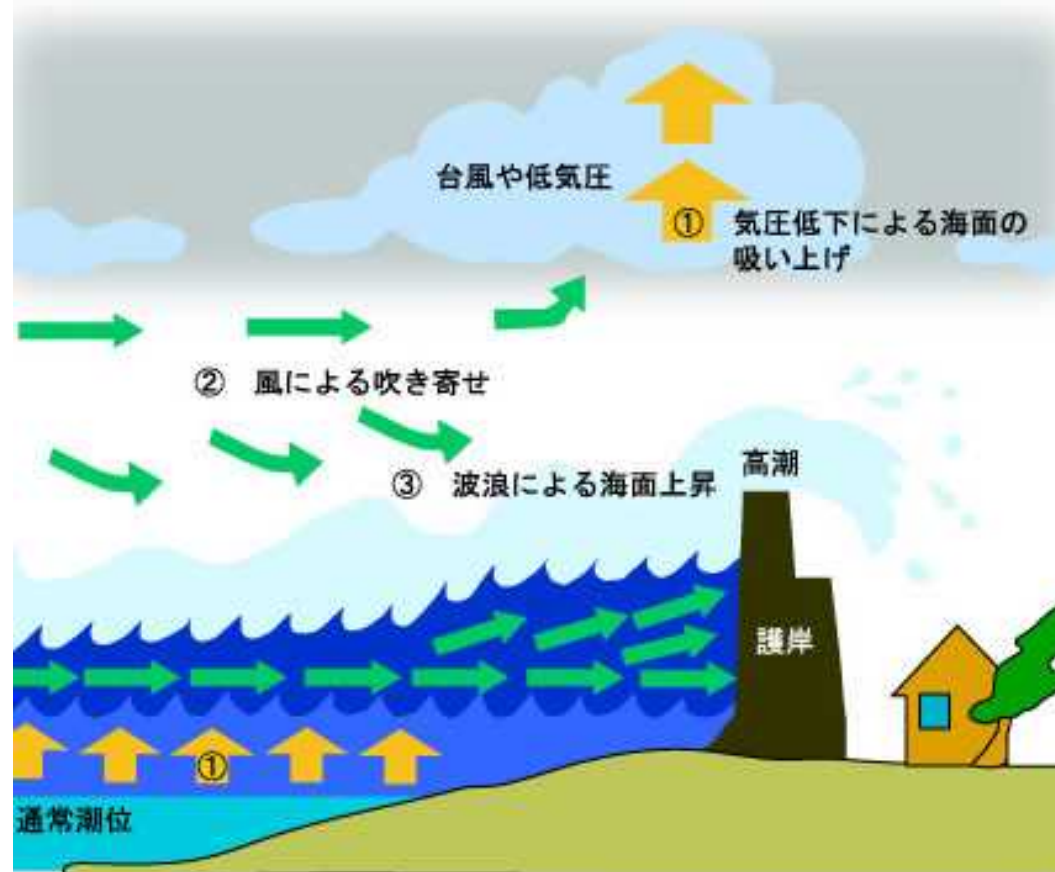 台風や低気圧
① 気圧低下による海面の
吸い上げ
② 風による吹き寄せ
③ 波浪による海面上昇
高潮
護岸
①
通常潮位